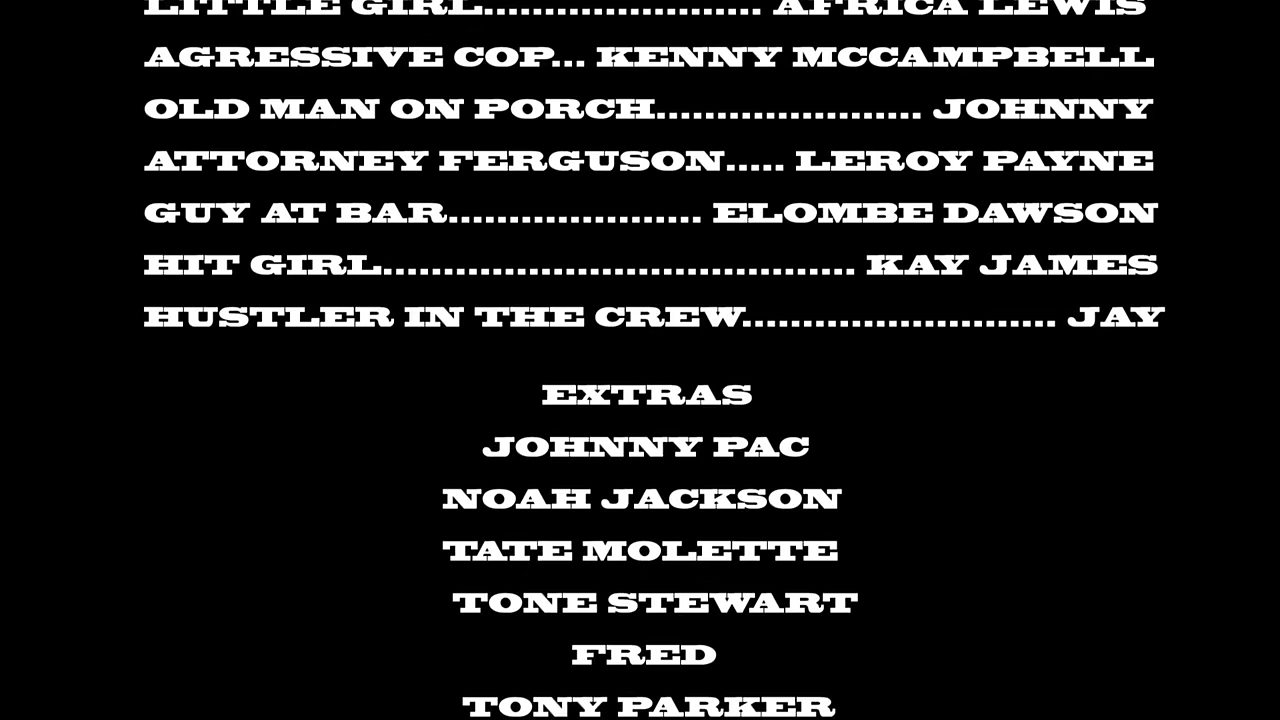 LITTLE GIRL....................... AFRICA LEWIS
AGRESSIVE COP... KENNY MCCAMPBELL
OLD MAN ON PORCH...................... JOHNNY
ATTORNEY FERGUSON..... LEROY PAYNE
GUY AT BAR..................... ELOMBE DAWSON
HIT GIRL....................................... KAY JAMES
HUSTLER IN THE CREW.......................... JAY
EXTRAS
JOHNNY PAC
NOAH JACKSON
TATE MOLETTE
TONE STEWART
FRED
TONY PARKER